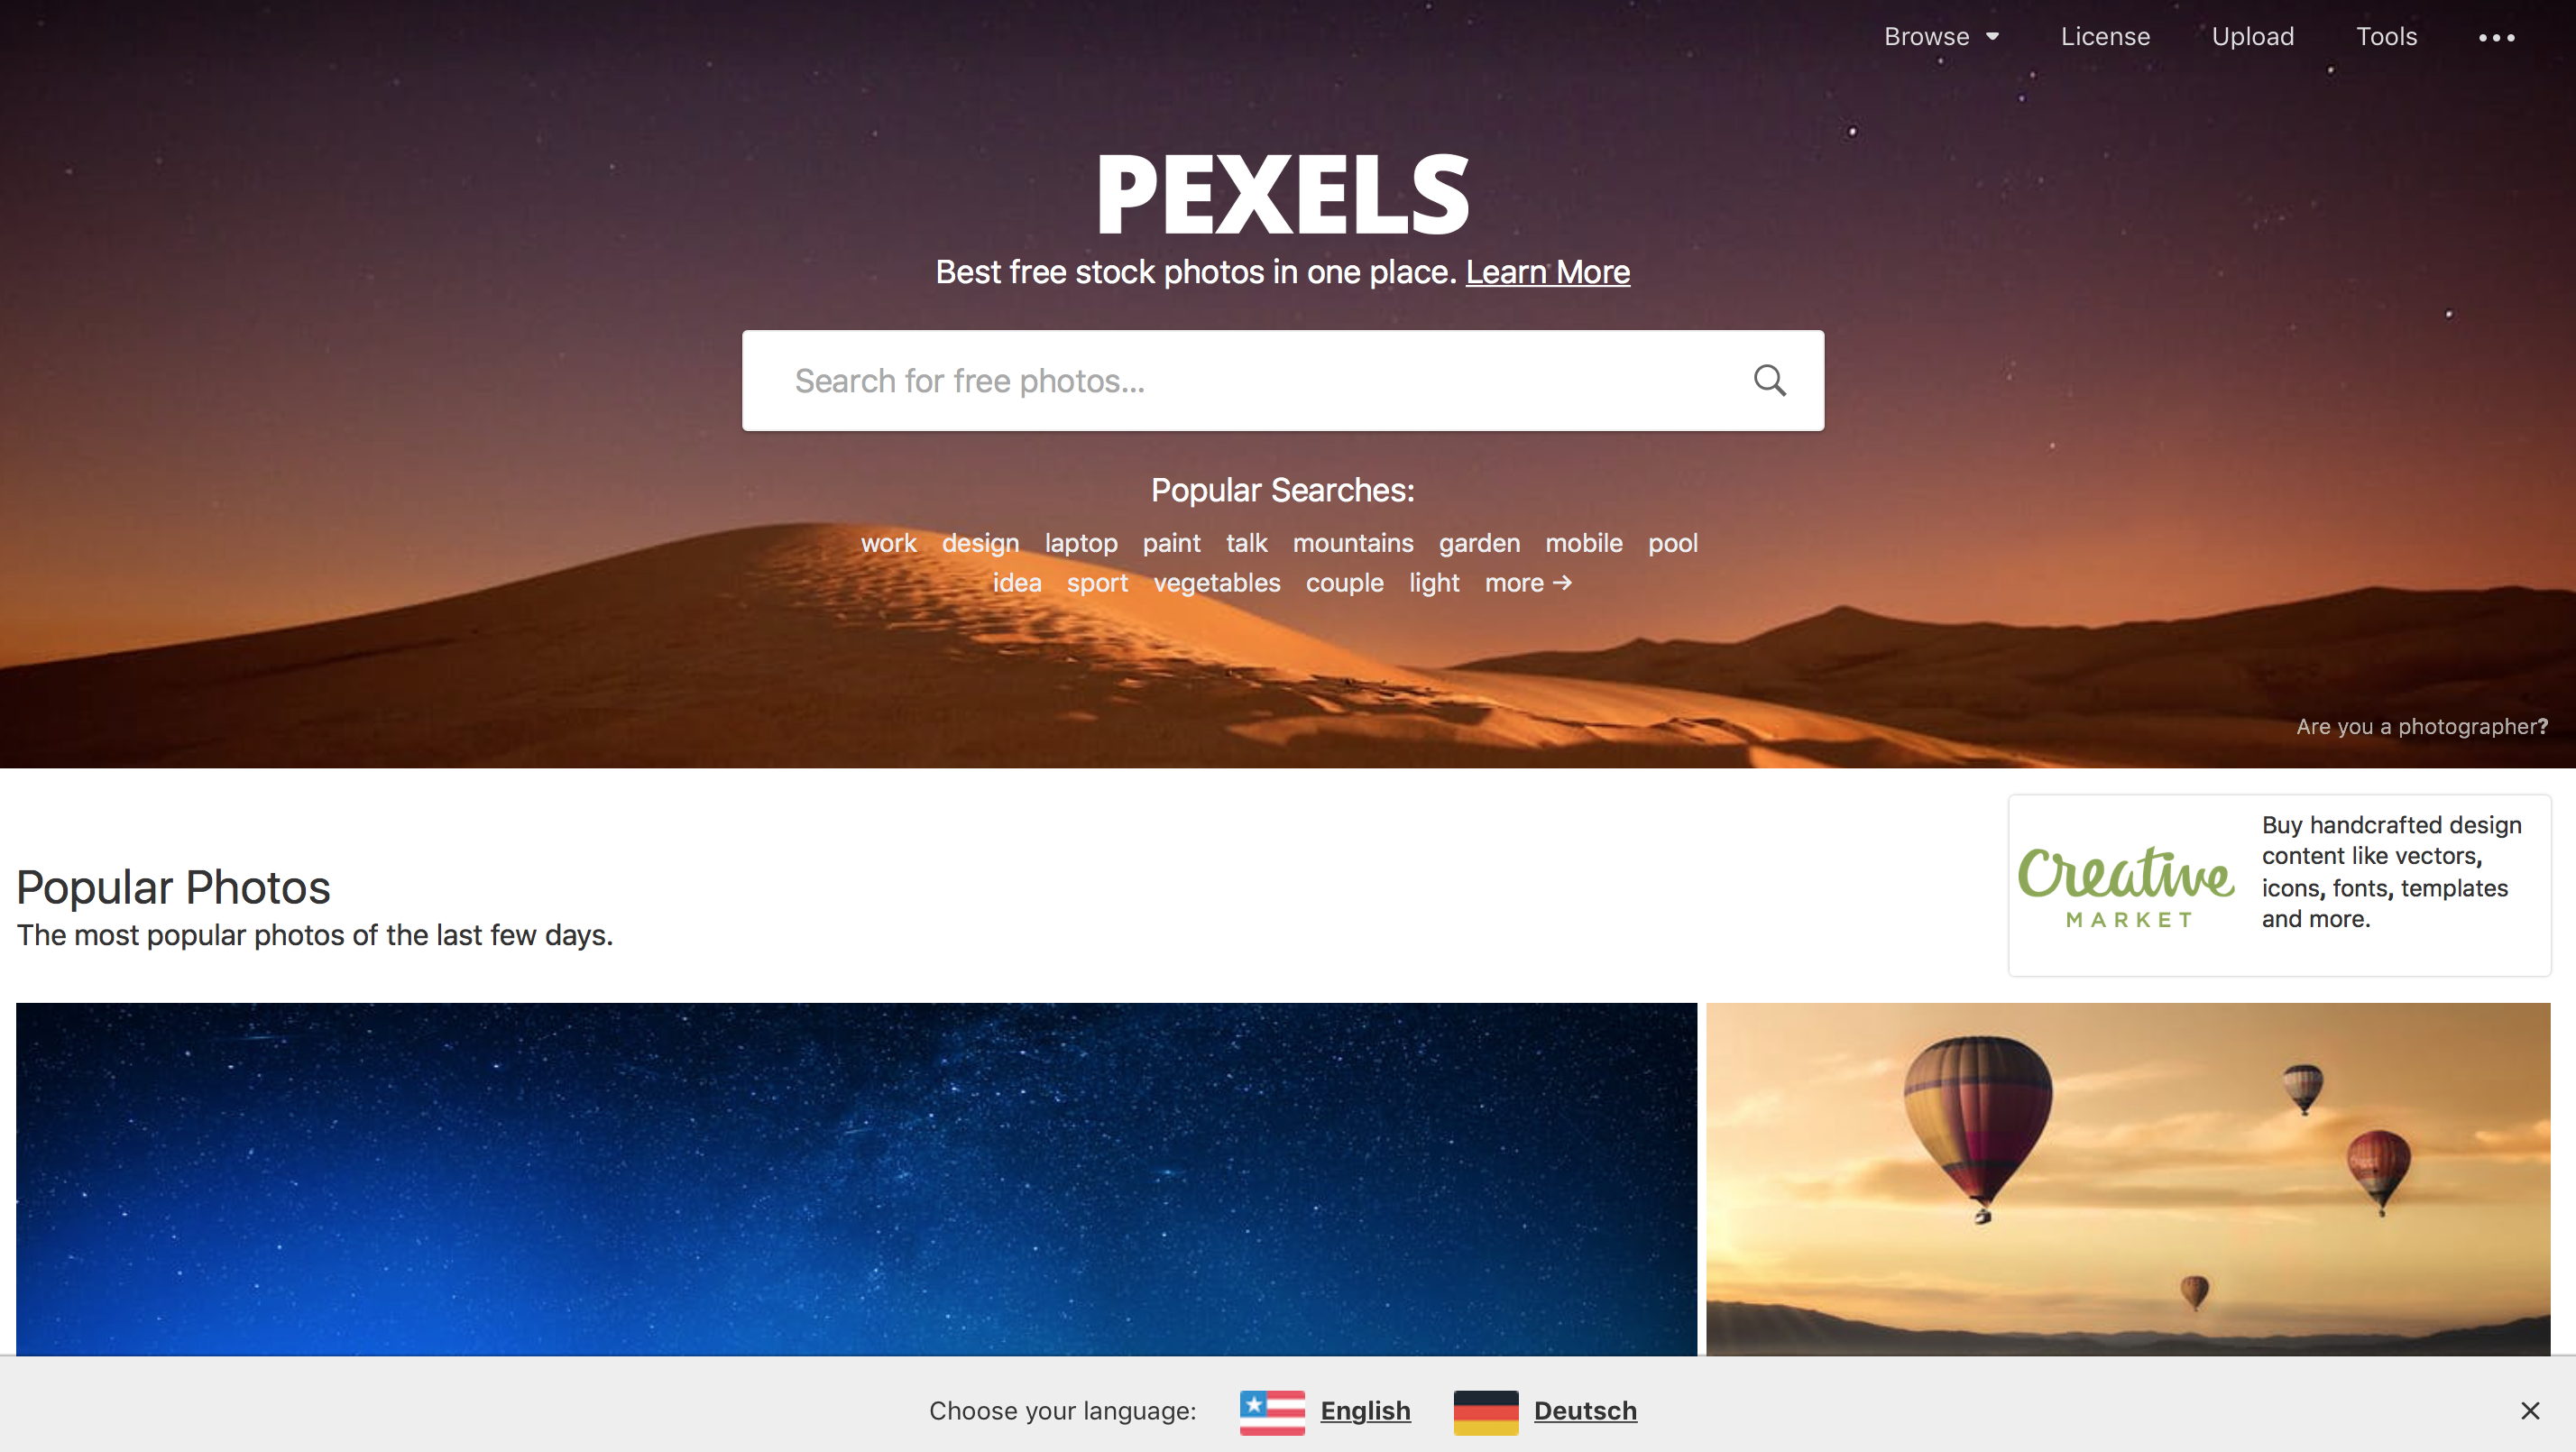 Browse License Upload Tools
PEXELS
Best free stock photos in one place. Learn More
Search for free photos...
Popular Searches:
work design laptop paint talk mountains garden mobile pool
idea sport vegetables couple light more →
Are you a photographer?
Popular Photos
The most popular photos of the last few days.
Creative
MARKET
Buy handcrafted design
content like vectors,
icons, fonts, templates
and more.
Choose your language: English Deutsch